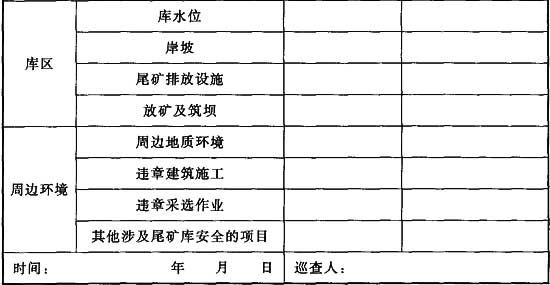 库区
库水位
岸坡
尾矿排放设施
放矿及筑坝
周边环境
周边地质环境
违章建筑施工
违章采选作业
其他涉及尾矿库安全的项目
时间： 年 月 日
巡查人：